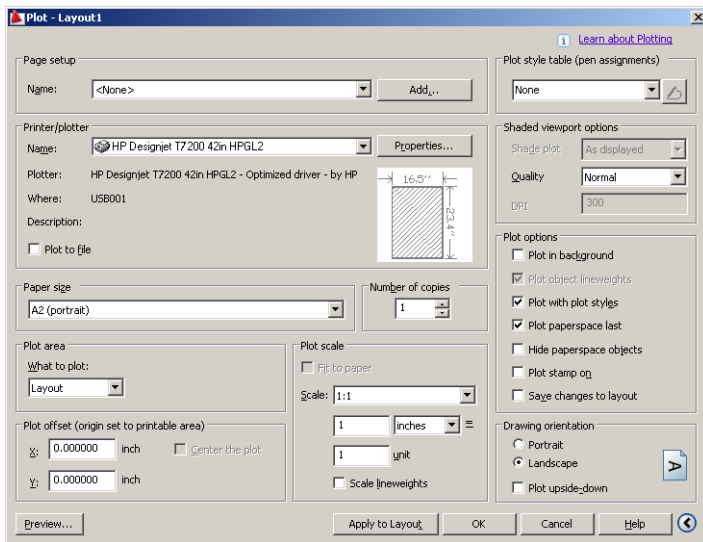 Plot - Layout1
Learn about Plotting
Page setup
Name: <None> Add...
Plot style table (pen assignments)
None
Printer/plotter
Name: HP Designjet T7200 42in HPGL2 Properties...
Plotter: HP Designjet T7200 42in HPGL2 - Optimized driver - by HP
Where: USB001
Description:
Plot to file
16.5''
23.4''
Shaded viewport options
Shade plot As displayed
Quality Normal
DPI 300
Paper size
A2 (portrait)
Number of copies
1
Plot options
Plot in background
Plot object lineweights
Plot with plot styles
Plot paperspace last
Hide paperspace objects
Plot stamp on
Save changes to layout
Plot area
What to plot:
Layout
Plot scale
Fit to paper
Scale: 1:1
1 inches =
1 unit
Scale lineweights
Plot offset (origin set to printable area)
X: 0.000000 inch Center the plot
Y: 0.000000 inch
Drawing orientation
Portrait
Landscape
Plot upside-down
A
Preview... Apply to Layout OK Cancel Help